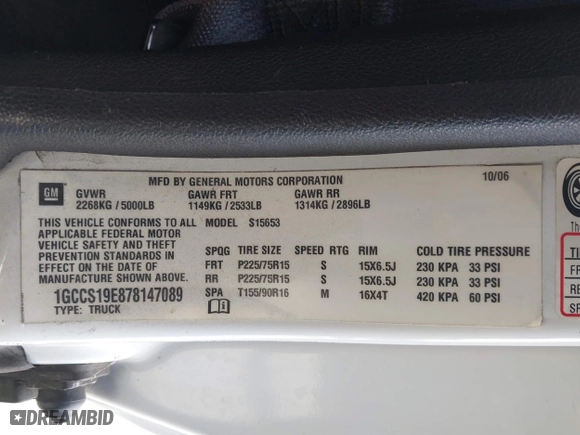 MFD BY GENERAL MOTORS CORPORATION 10/06
GM GVWR GAWR FRT GAWR RR
2268KG / 5000LB 1149KG / 2533LB 1314KG / 2896LB
THIS VEHICLE CONFORMS TO ALL MODEL S15653
APPLICABLE FEDERAL MOTOR
VEHICLE SAFETY AND THEFT
PREVENTION STANDARDS
IN EFFECT ON THE DATE OF
MANUFACTURE SHOWN ABOVE.
1GCCS19E878147089
TYPE: TRUCK
SPQG TIRE SIZE SPEED RTG RIM COLD TIRE PRESSURE
FRT P225/75R15 S 15X6.5J 230 KPA 33 PSI
RR P225/75R15 S 15X6.5J 230 KPA 33 PSI
SPA T155/90R16 M 16X4T 420 KPA 60 PSI
DREAMBID